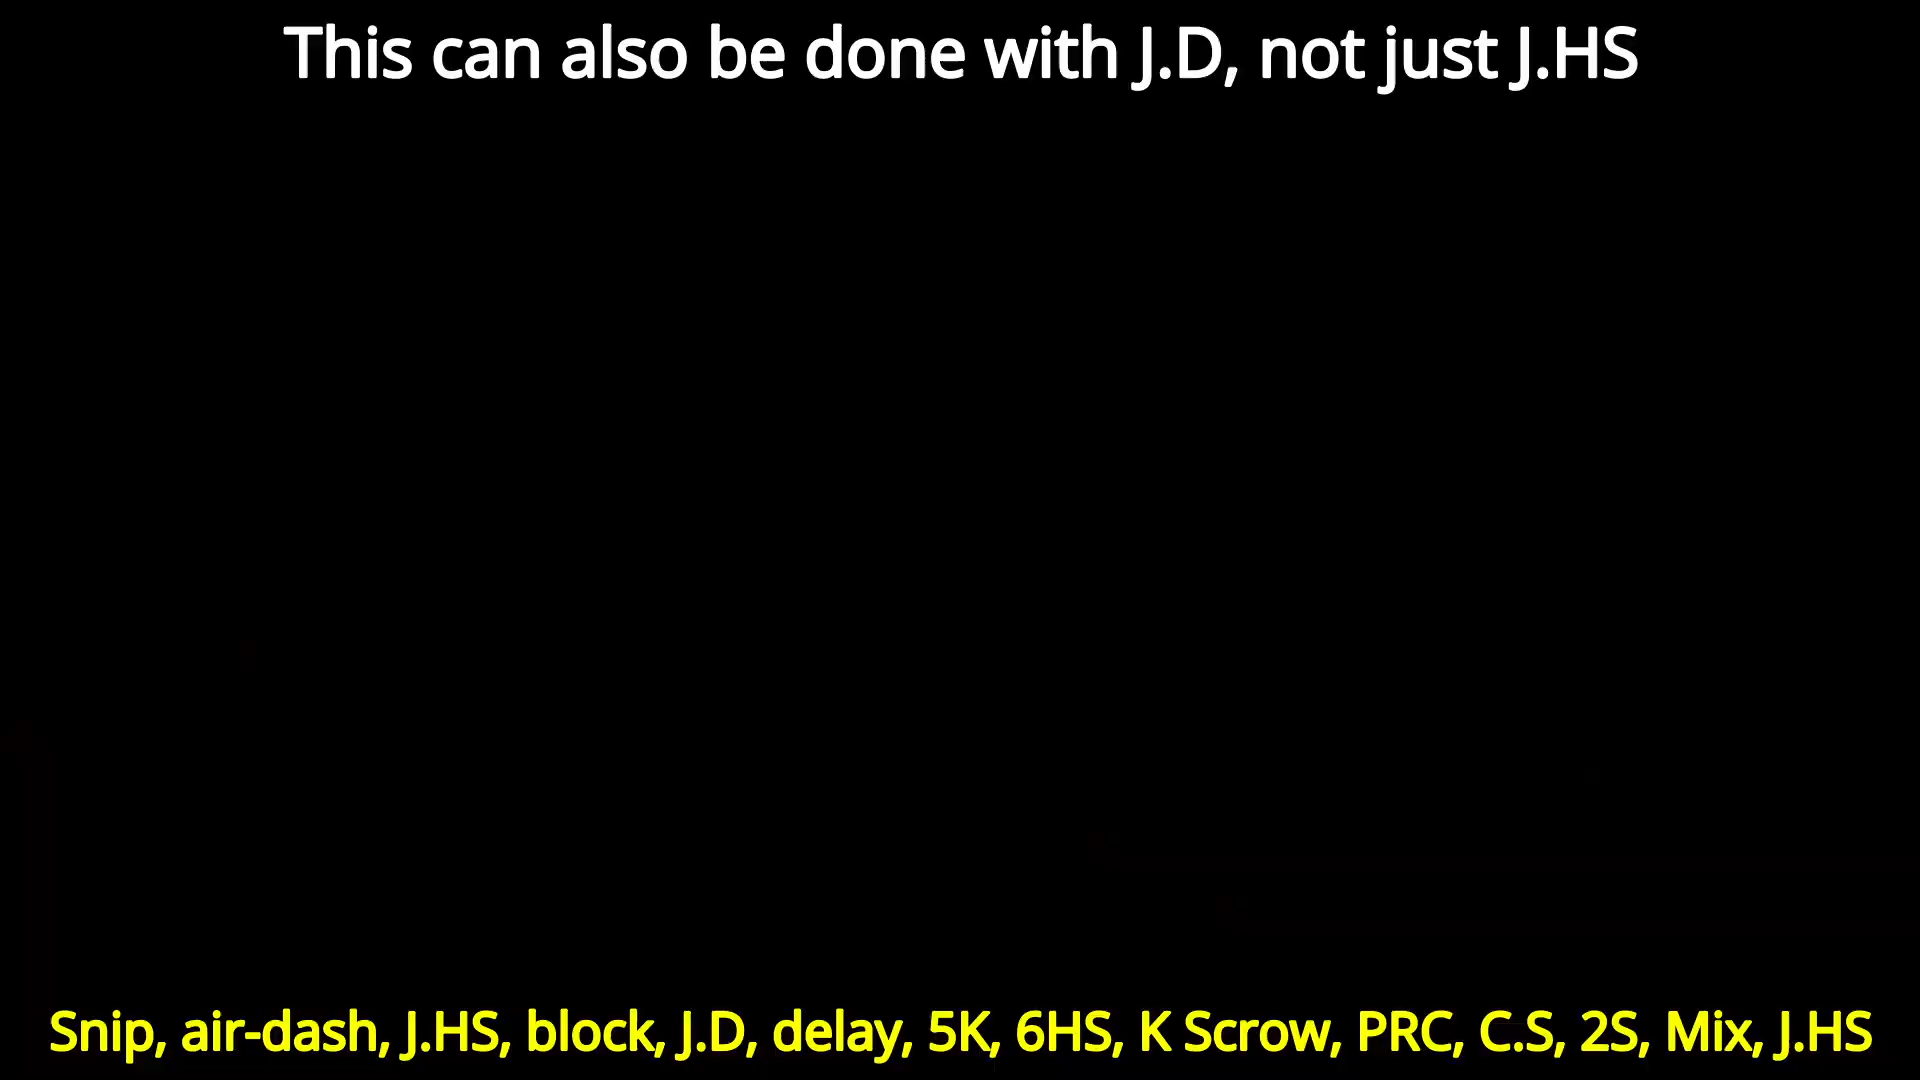 This can also be done with J.D, not just J.HS
Snip, air-dash, J.HS, block, J.D, delay, 5K, 6HS, K Scrow, PRC, C.S, 2S, Mix, J.HS